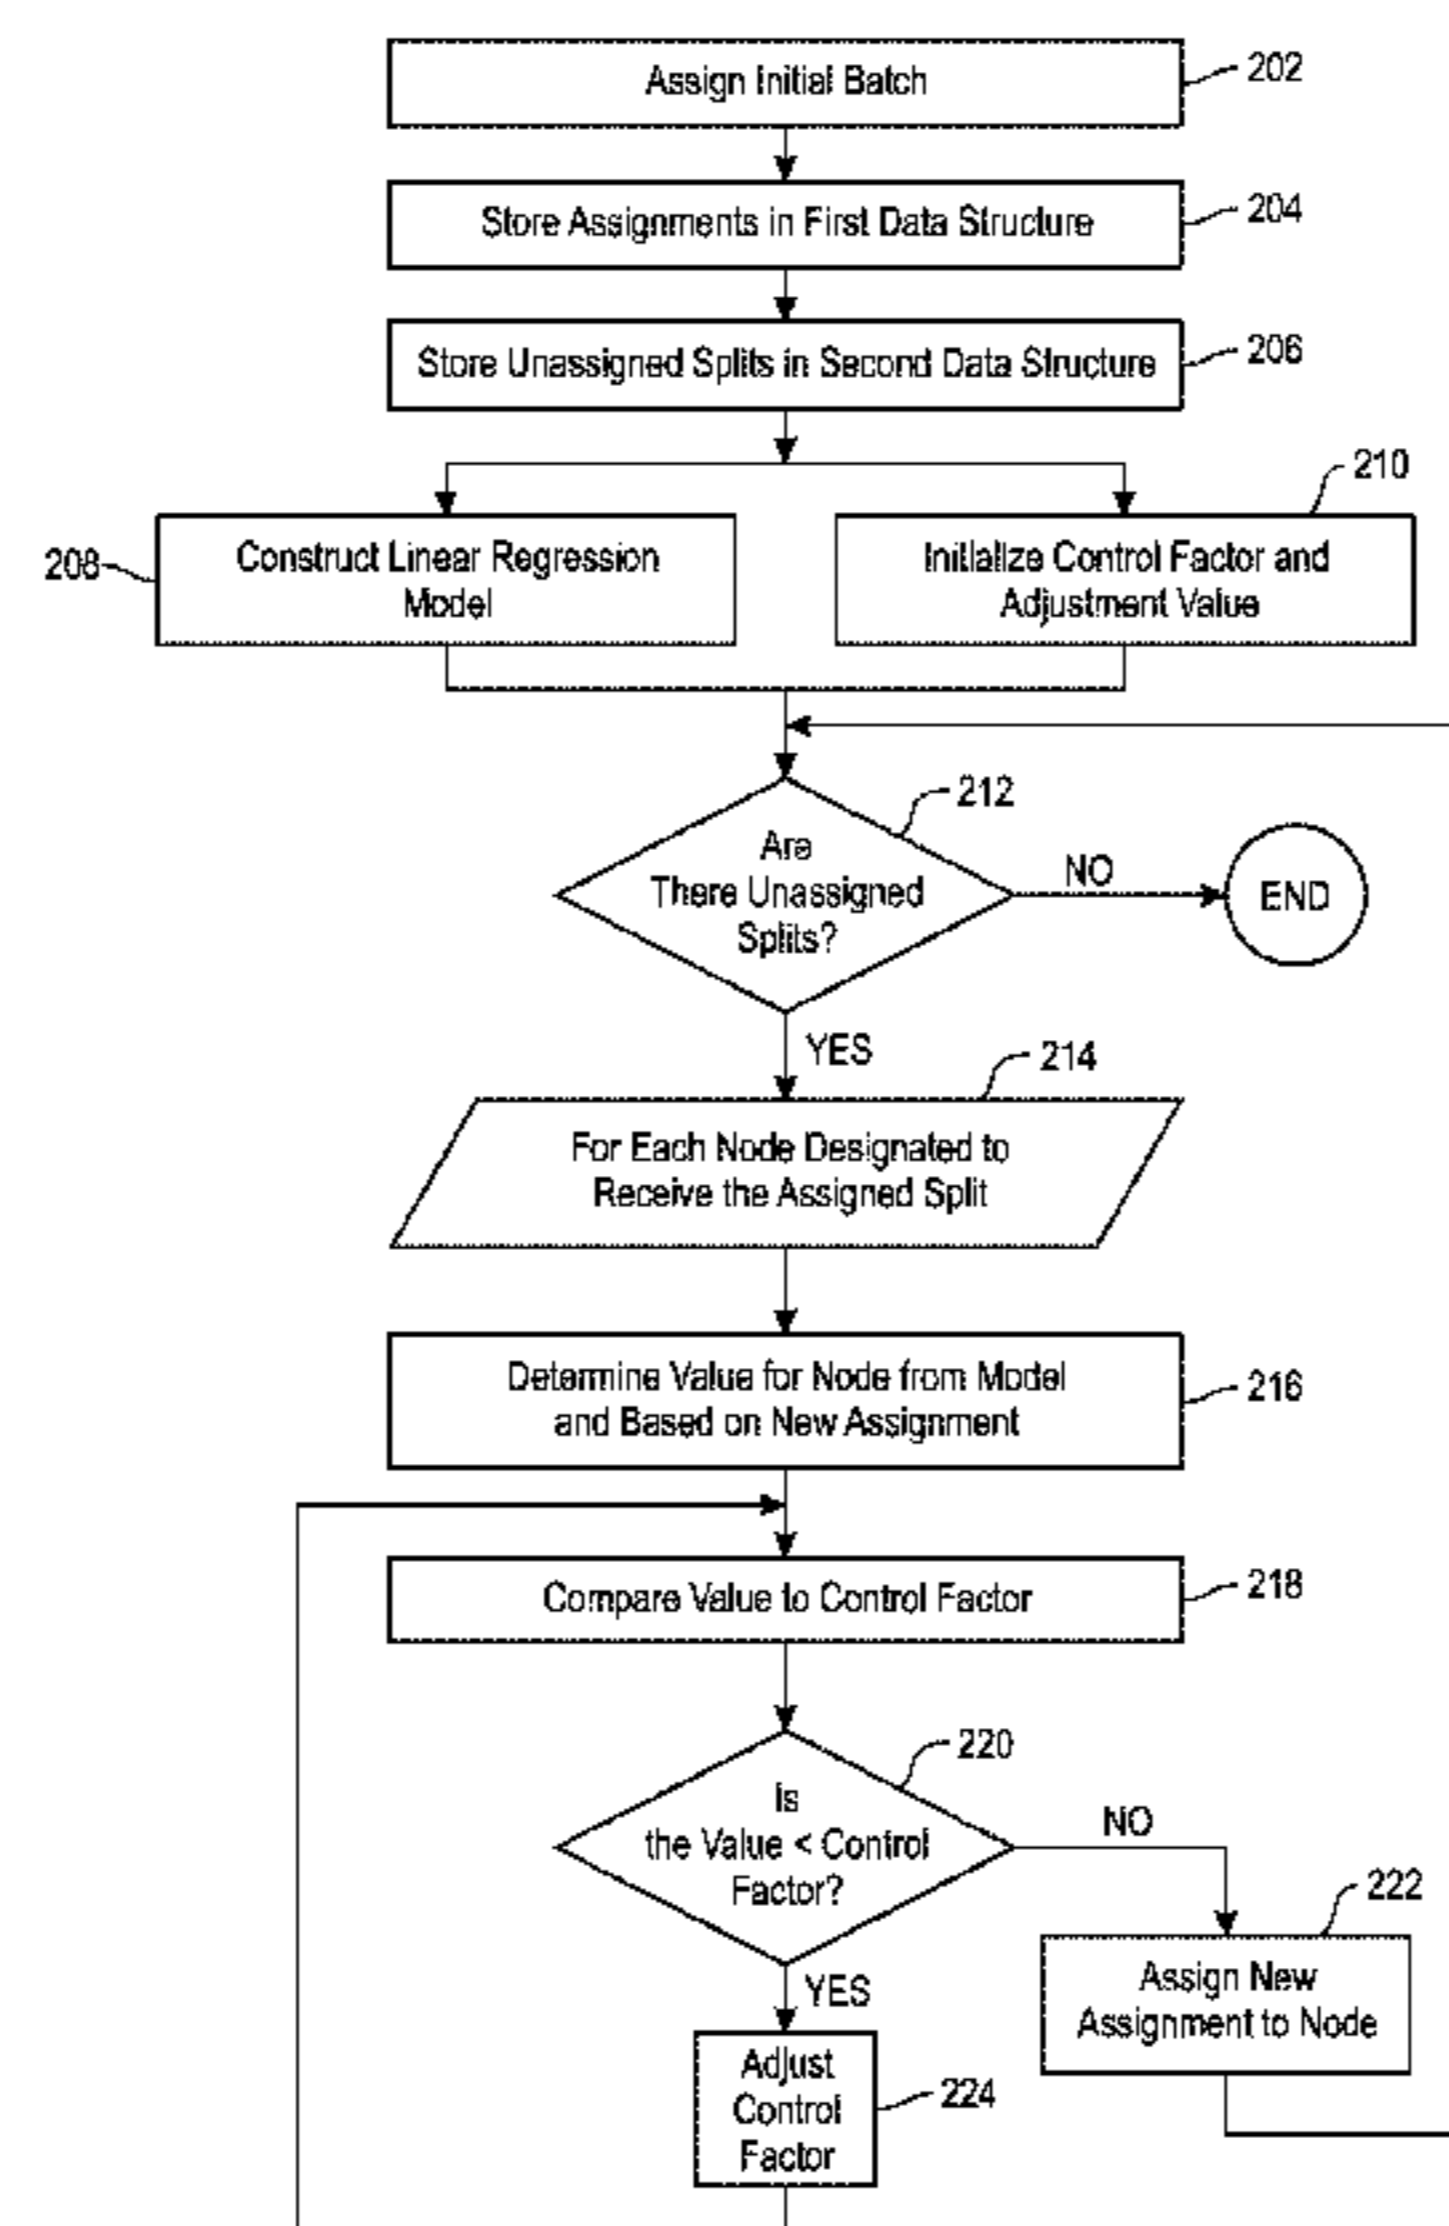 Assign Initial Batch
202
Store Assignments in First Data Structure
204
Store Unassigned Splits in Second Data Structure
206
210
208
Construct Linear Regression
Model
Initialize Control Factor and
Adjustment Value
212
Are
There Unassigned
Splits?
NO
END
YES
214
For Each Node Designated to
Receive the Assigned Split
Determine Value for Node from Model
and Based on New Assignment
216
Compare Value to Control Factor
218
220
Is
the Value < Control
Factor?
NO
222
Assign New
Assignment to Node
YES
Adjust
Control
Factor
224